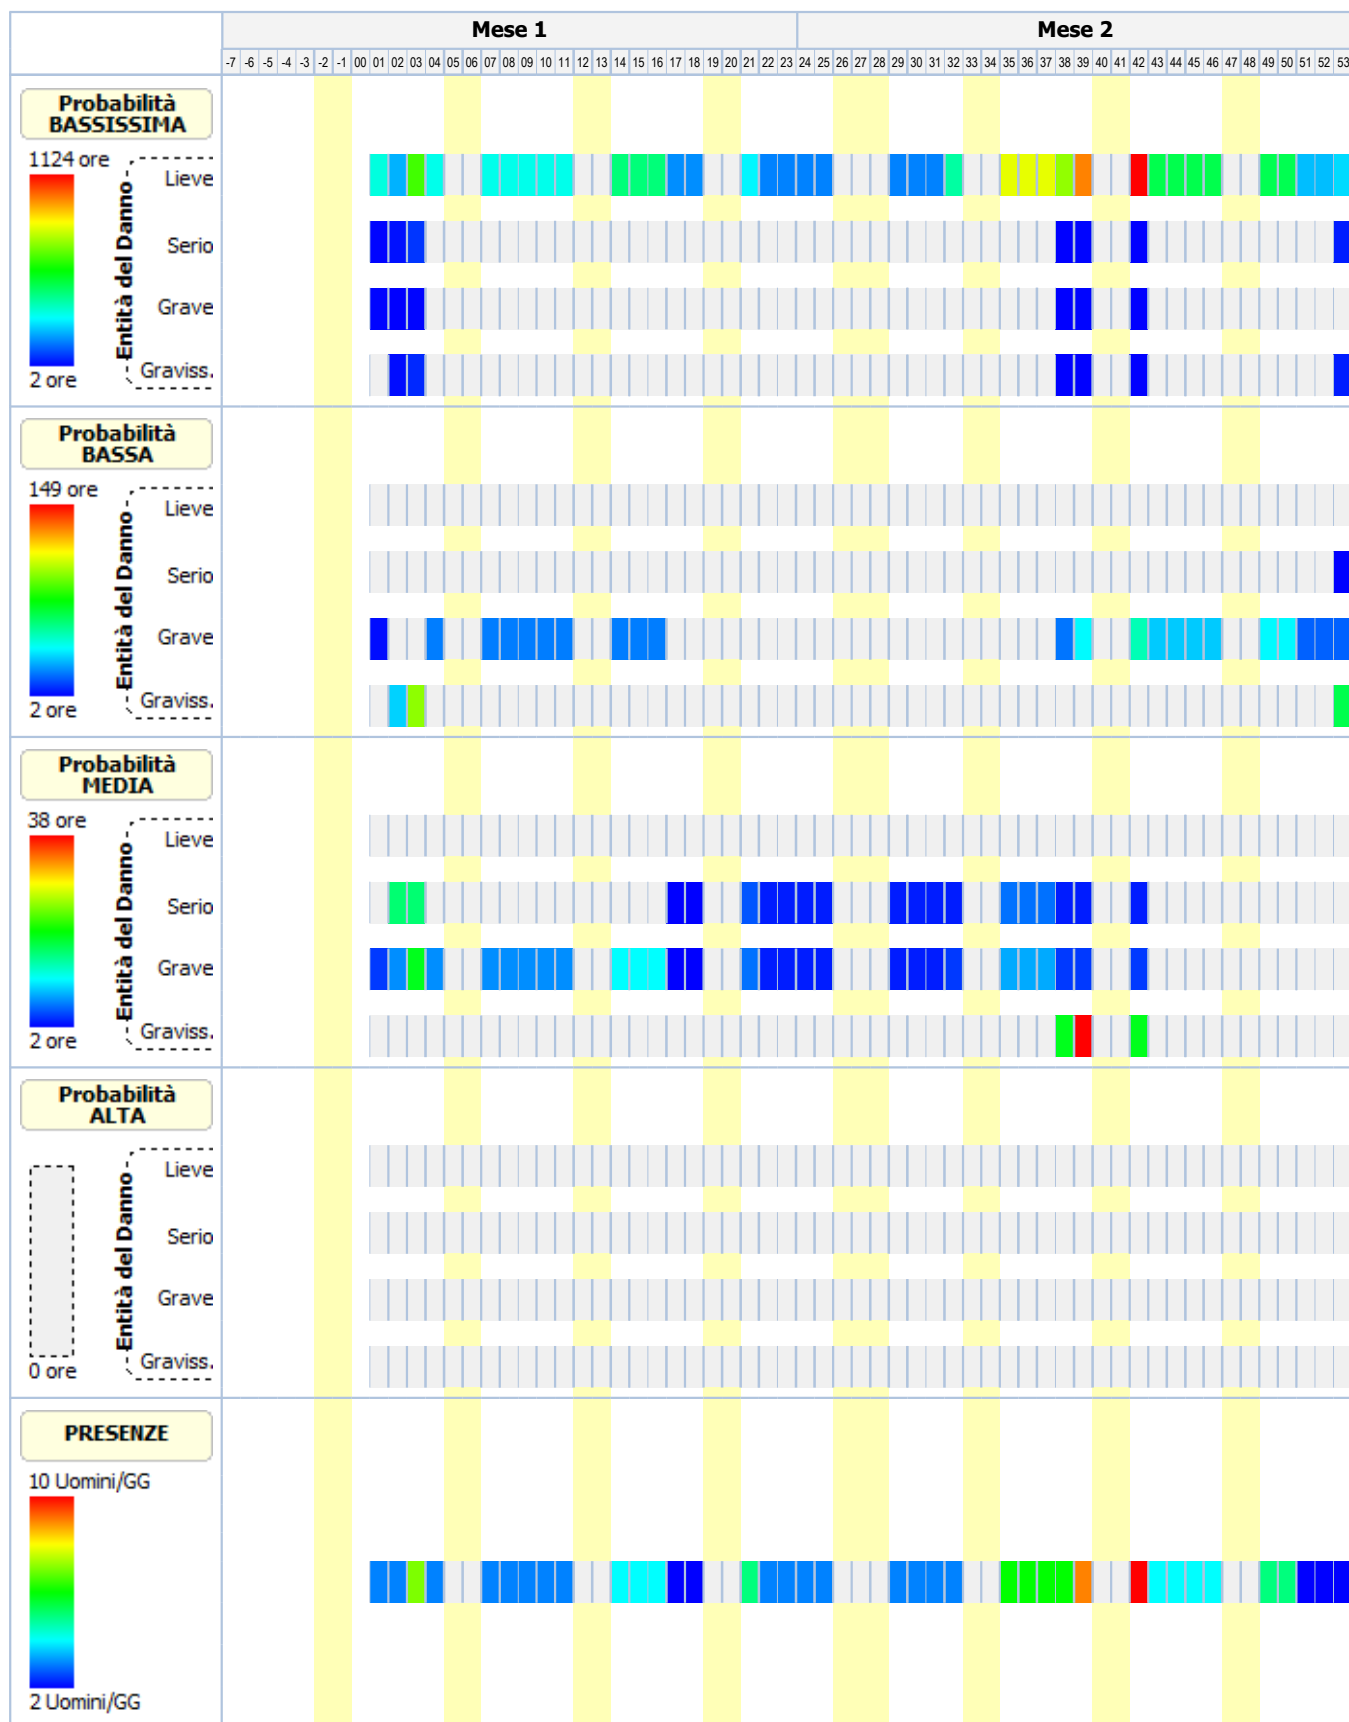 Mese 1 Mese 2
-7 -6 -5 -4 -3 -2 -1 00 01 02 03 04 05 06 07 08 09 10 11 12 13 14 15 16 17 18 19 20 21 22 23 24 25 26 27 28 29 30 31 32 33 34 35 36 37 38 39 40 41 42 43 44 45 46 47 48 49 50 51 52 53
Probabilità
BASSISSIMA
1124 ore
Entità del Danno
Lieve
Serio
Grave
Graviss.
2 ore
Probabilità
BASSA
149 ore
Entità del Danno
Lieve
Serio
Grave
Graviss.
2 ore
Probabilità
MEDIA
38 ore
Entità del Danno
Lieve
Serio
Grave
Graviss.
2 ore
Probabilità
ALTA
Entità del Danno
Lieve
Serio
Grave
Graviss.
0 ore
PRESENZE
10 Uomini/GG
2 Uomini/GG